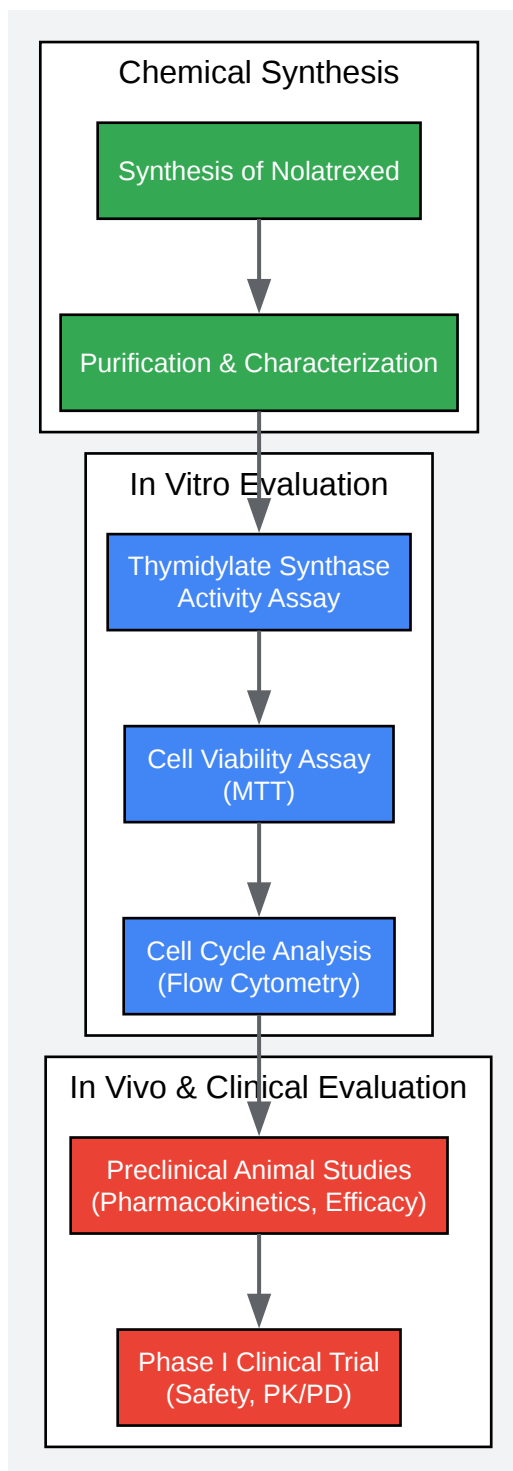 Chemical Synthesis
Synthesis of Nolatrexed
Purification & Characterization
In Vitro Evaluation
Thymidylate Synthase
Activity Assay
Cell Viability Assay
(MTT)
Cell Cycle Analysis
(Flow Cytometry)
In Vivo & Clinical Evaluation
Preclinical Animal Studies
(Pharmacokinetics, Efficacy)
Phase I Clinical Trial
(Safety, PK/PD)